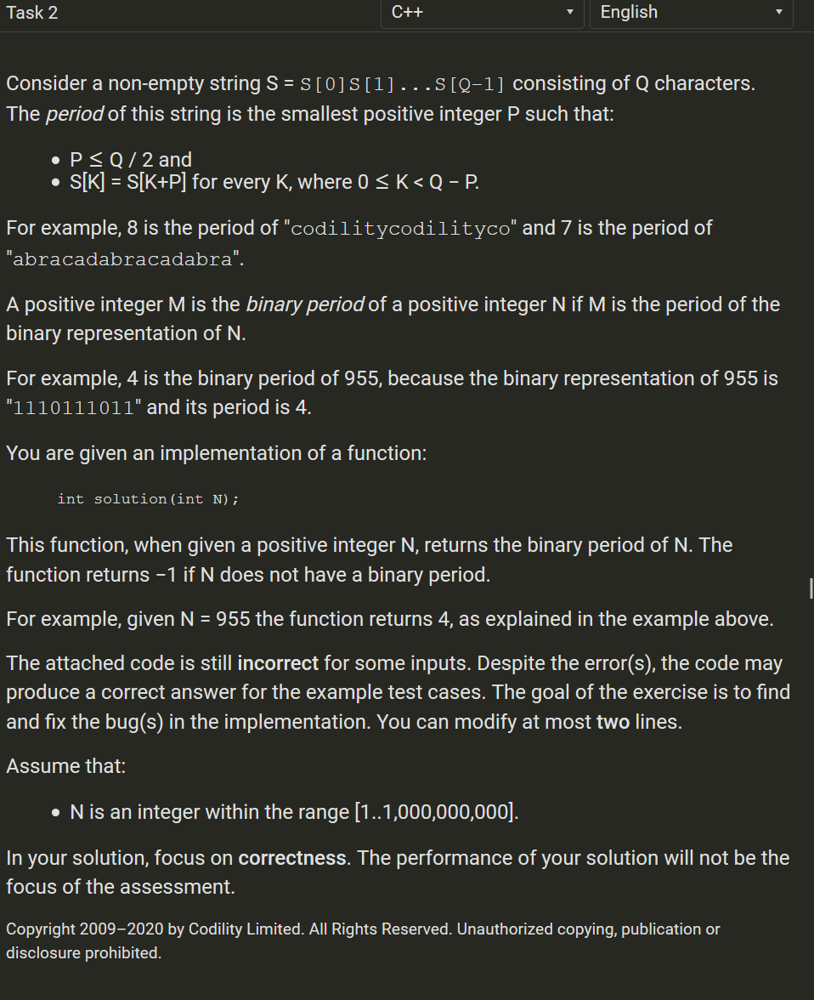 Task 2
C++
English
Consider a non-empty string S = S[0]S[1]...S[Q-1] consisting of Q characters.
The period of this string is the smallest positive integer P such that:
• P ≤ Q / 2 and
• S[K] = S[K+P] for every K, where 0 ≤ K < Q − P.
For example, 8 is the period of "codilitycodilityco" and 7 is the period of
"abracadabracadabra".
A positive integer M is the binary period of a positive integer N if M is the period of the
binary representation of N.
For example, 4 is the binary period of 955, because the binary representation of 955 is
"1110111011" and its period is 4.
You are given an implementation of a function:
int solution(int N);
This function, when given a positive integer N, returns the binary period of N. The
function returns −1 if N does not have a binary period.
For example, given N = 955 the function returns 4, as explained in the example above.
The attached code is still incorrect for some inputs. Despite the error(s), the code may
produce a correct answer for the example test cases. The goal of the exercise is to find
and fix the bug(s) in the implementation. You can modify at most two lines.
Assume that:
• N is an integer within the range [1..1,000,000,000].
In your solution, focus on correctness. The performance of your solution will not be the
focus of the assessment.
Copyright 2009–2020 by Codility Limited. All Rights Reserved. Unauthorized copying, publication or
disclosure prohibited.